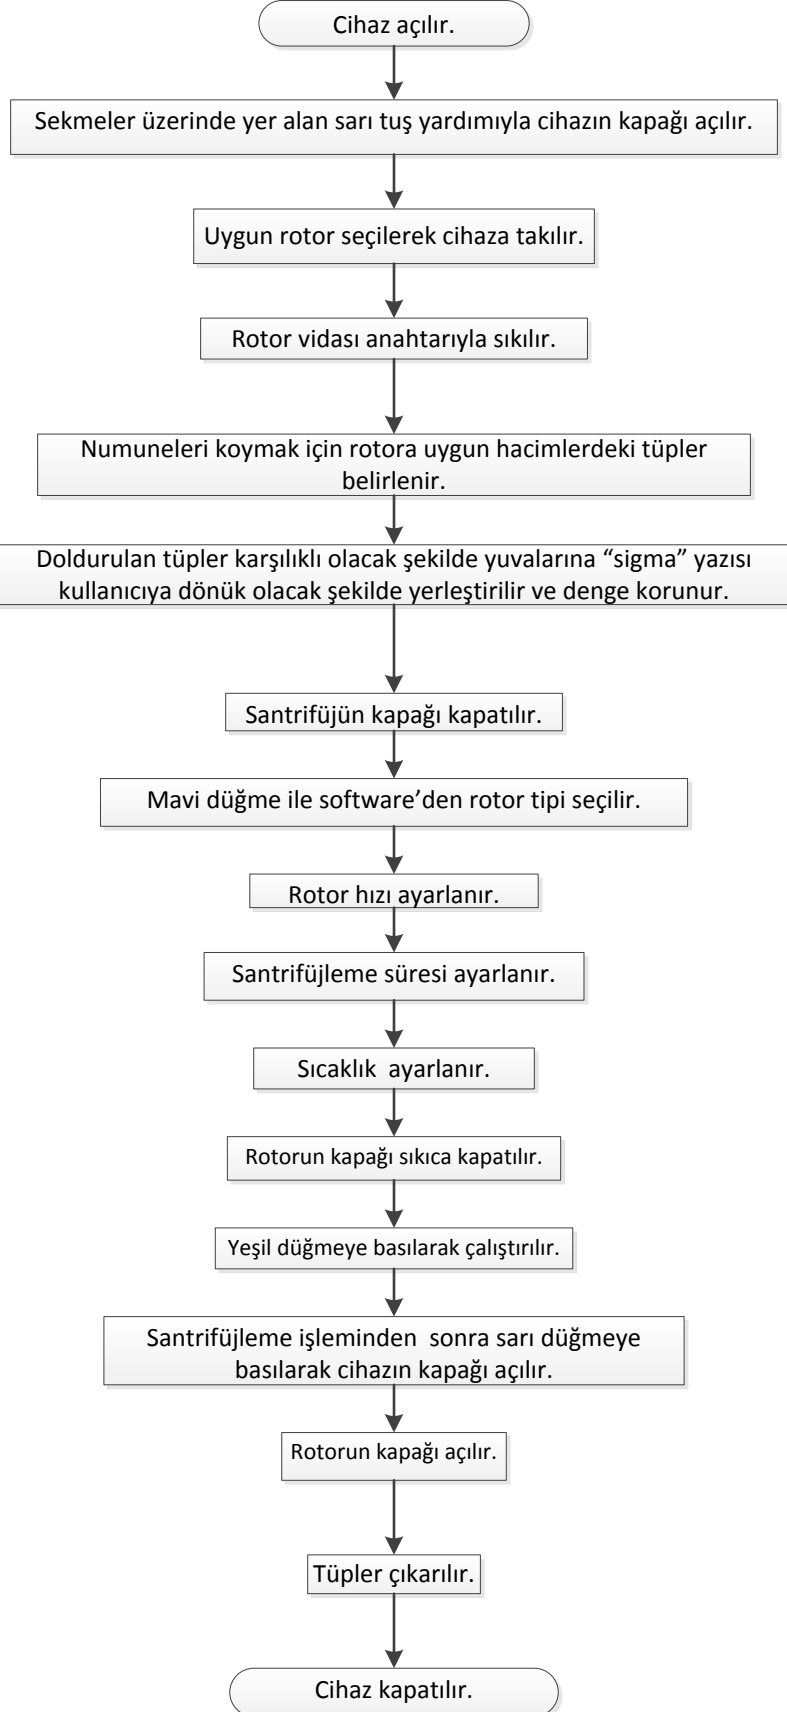 Cihaz açılır.
Sekmeler üzerinde yer alan sarı tuş yardımıyla cihazın kapağı açılır.
Uygun rotor seçilerek cihaza takılır.
Rotor vidası anahtarıyla sıkılır.
Numuneleri koymak için rotora uygun hacimlerdeki tüpler
belirlenir.
Doldurulan tüpler karşılıklı olacak şekilde yuvalarına “sigma” yazısı
kullanıcıya dönük olacak şekilde yerleştirilir ve denge korunur.
Santrifüjün kapağı kapatılır.
Mavi düğme ile software’den rotor tipi seçilir.
Rotor hızı ayarlanır.
Santrifüjleme süresi ayarlanır.
Sıcaklık  ayarlanır.
Rotorun kapağı sıkıca kapatılır.
Yeşil düğmeye basılarak çalıştırılır.
Santrifüjleme işleminden  sonra sarı düğmeye
basılarak cihazın kapağı açılır.
Rotorun kapağı açılır.
Tüpler çıkarılır.
Cihaz kapatılır.